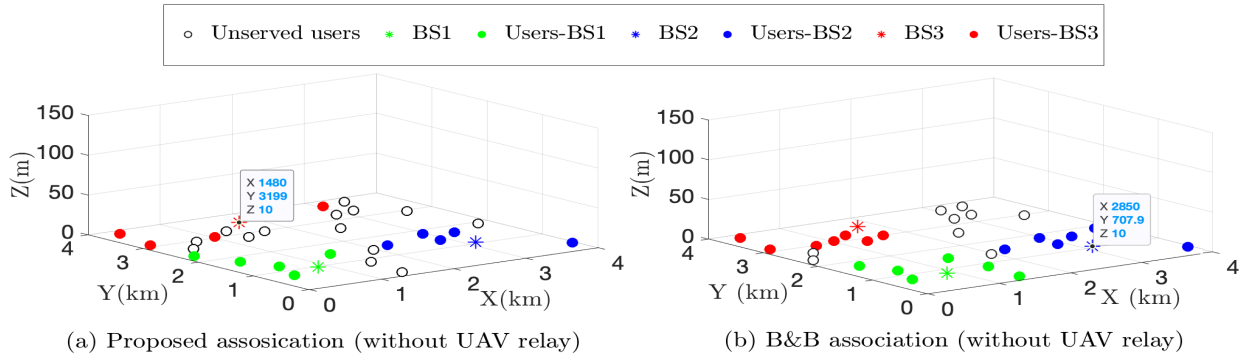 Unserved users BS1 Users-BS1 BS2 Users-BS2 BS3 Users-BS3
150
100
50
0
Z(m)
4
3
2
1
0
Y(km)
0
1
2
3
4
X(km)
X 1480
Y 3199
Z 10
(a) Proposed assosication (without UAV relay)
150
100
50
0
Z(m)
4
3
2
1
0
Y (km)
0
1
2
3
4
X (km)
X 2850
Y 707.9
Z 10
(b) B&B association (without UAV relay)